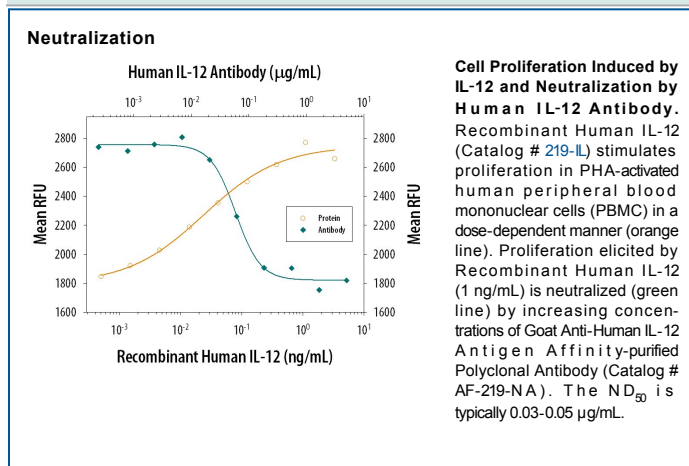 Neutralization
Human IL-12 Antibody (µg/mL)
10-3 10-2 10-1 100 101
Mean RFU
2800 2800
2600 2600
2400 2400
2200 2200
2000 2000
1800 1800
1600 1600
Mean RFU
Protein
Antibody
10-3 10-2 10-1 100 101
Recombinant Human IL-12 (ng/mL)
Cell Proliferation Induced by
IL-12 and Neutralization by
Human IL-12 Antibody.
Recombinant Human IL-12
(Catalog # 219-IL) stimulates
proliferation in PHA-activated
human peripheral blood
mononuclear cells (PBMC) in a
dose-dependent manner (orange
line). Proliferation elicited by
Recombinant Human IL-12
(1 ng/mL) is neutralized (green
line) by increasing concen-
trations of Goat Anti-Human IL-12
Antigen Affinity-purified
Polyclonal Antibody (Catalog #
AF-219-NA). The ND50 is
typically 0.03-0.05 µg/mL.